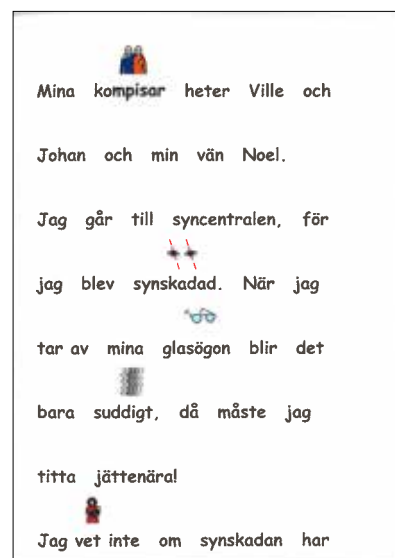 Mina kompisar heter Ville och
Johan och min vän Noel.
Jag går till syncentralen, för
jag blev synskadad. När jag
tar av mina glasögon blir det
bara suddigt, då måste jag
titta jättenära!
Jag vet inte om synskadan har